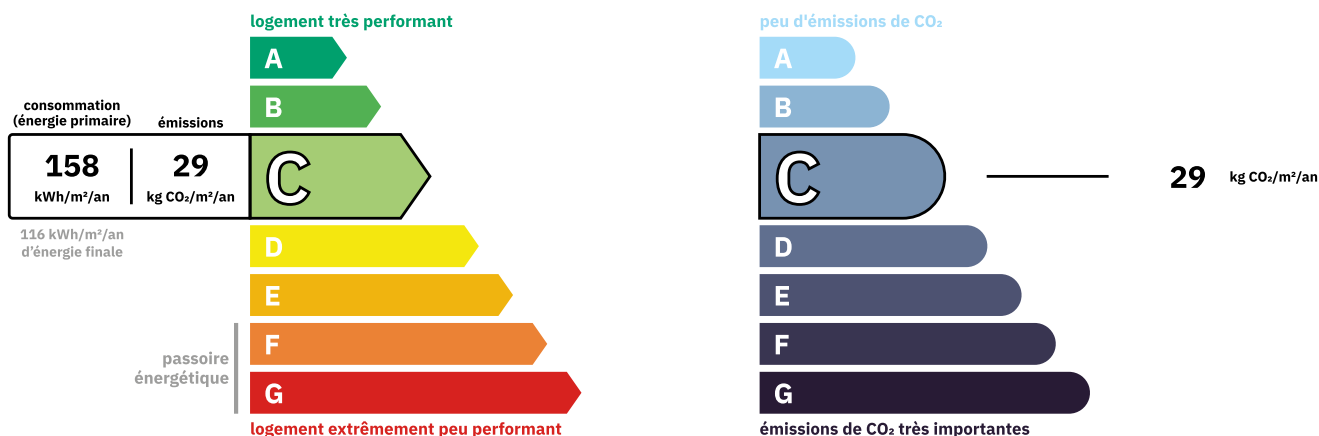 logement très performant
A
B
consommation
(énergie primaire)
émissions
158
kWh/m²/an
29
kg CO₂/m²/an
C
116 kWh/m²/an
d'énergie finale
D
E
F
G
passoire
énergétique
logement extrêmement peu performant
peu d'émissions de CO₂
A
B
C
29 kg CO₂/m²/an
D
E
F
G
émissions de CO₂ très importantes